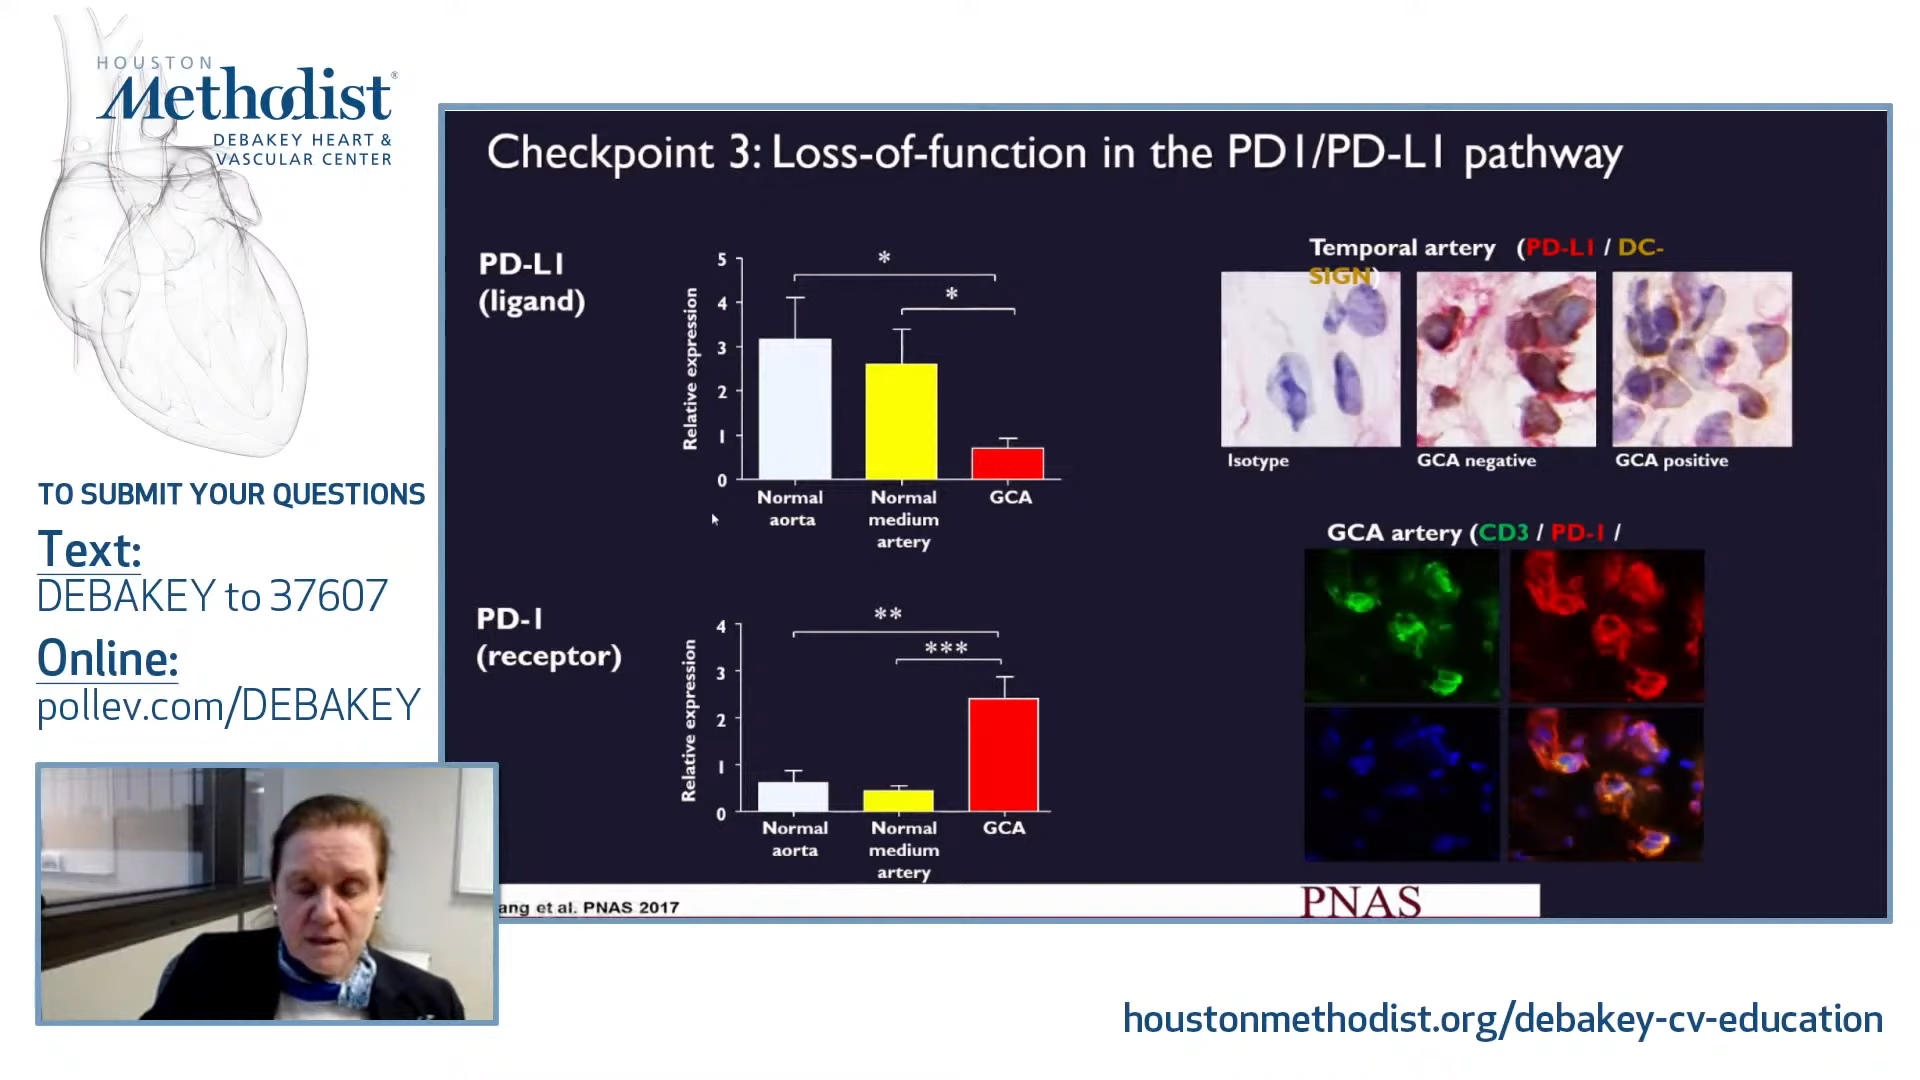 HOUSTON
Methodist®
DEBAKEY HEART &
VASCULAR CENTER
TO SUBMIT YOUR QUESTIONS
Text:
DEBAKEY to 37607
Online:
pollev.com/DEBAKEY
Checkpoint 3: Loss-of-function in the PD1/PD-L1 pathway
PD-L1
(ligand)
Relative expression
5
4
3
2
1
0
*
*
Normal
aorta
Normal
medium
artery
GCA
PD-1
(receptor)
Relative expression
4
3
2
1
0
**
***
Normal
aorta
Normal
medium
artery
GCA
Temporal artery (PD-L1 / DC-
SIGN)
Isotype
GCA negative
GCA positive
GCA artery (CD3 / PD-1 /
ang et al. PNAS 2017
PNAS
houstonmethodist.org/debakey-cv-education